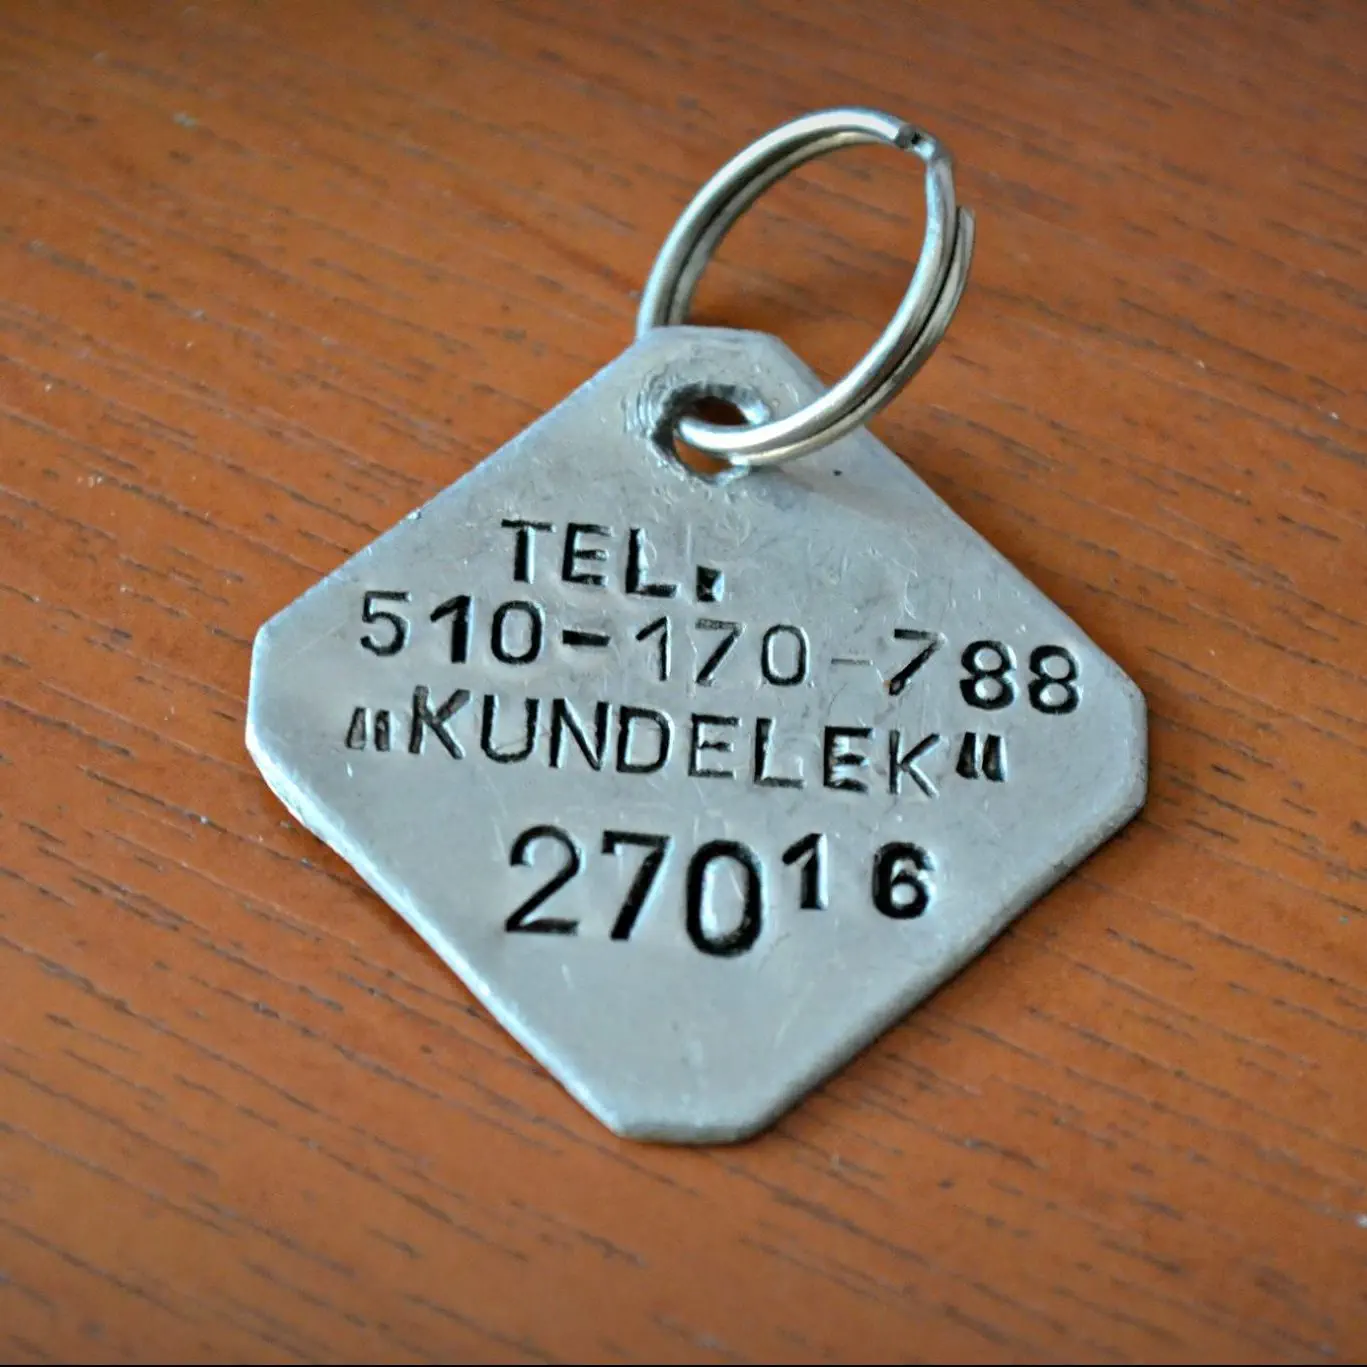 TEL.
510-170-788
„KUNDELEK“
27016